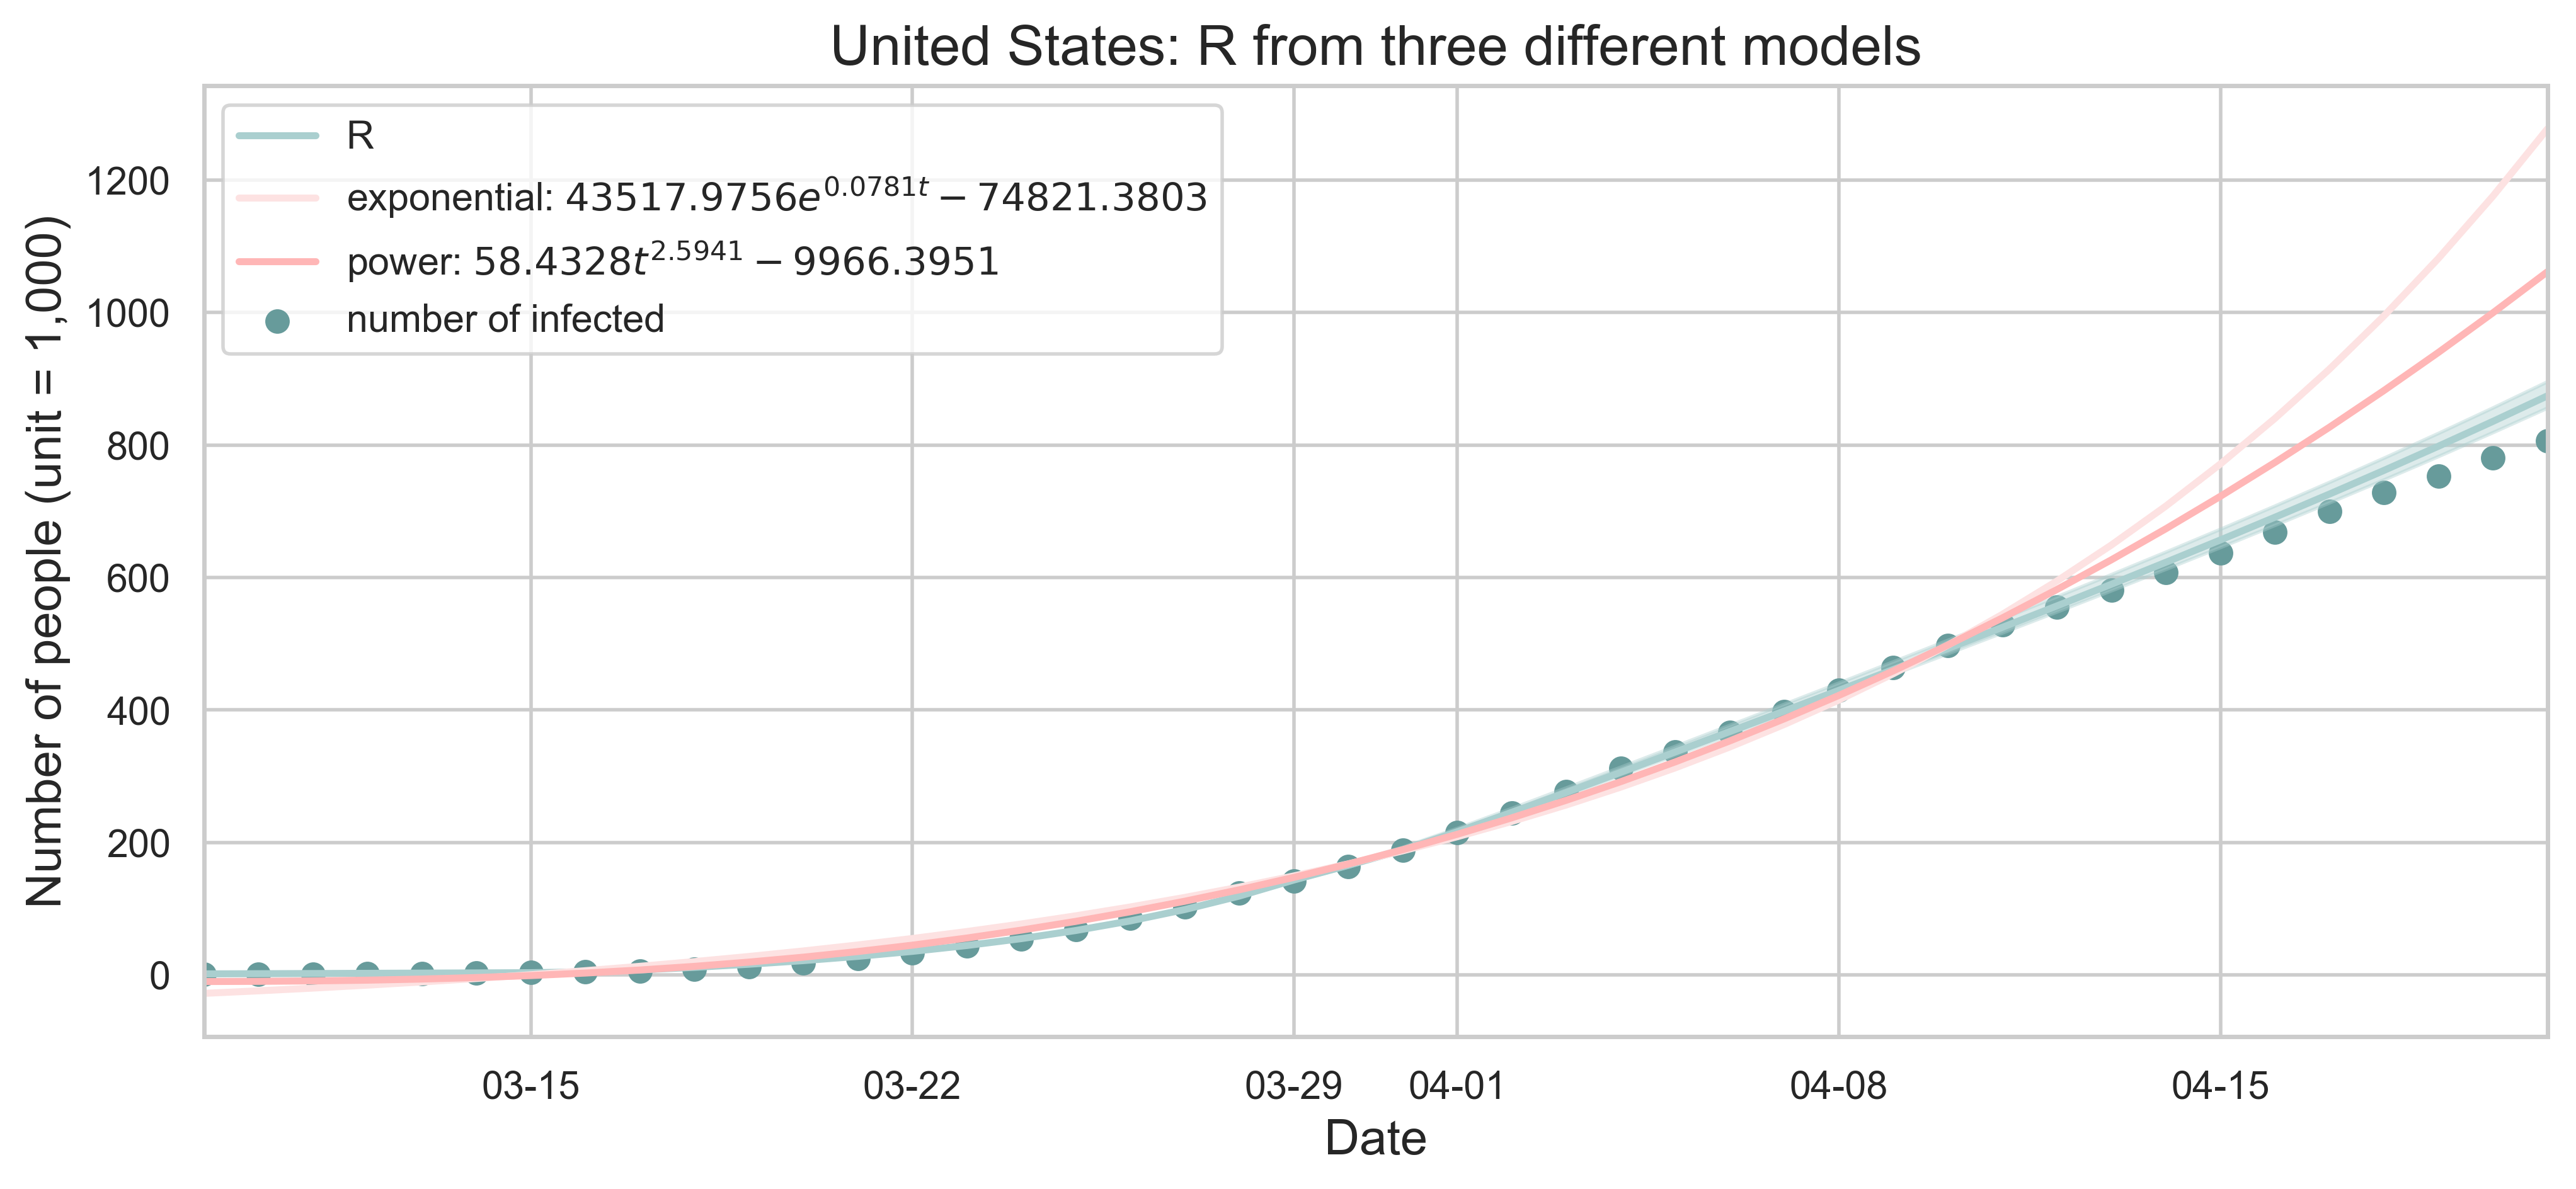 United States: R from three different models
Number of people (unit = 1,000)
1200
1000
800
600
400
200
0
R
exponential: 43517.9756e^{0.0781t} − 74821.3803
power: 58.4328t^{2.5941} − 9966.3951
number of infected
03-15 03-22 03-29 04-01 04-08 04-15
Date